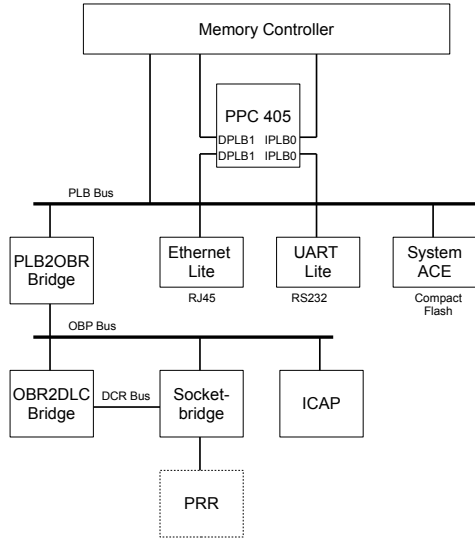 Memory Controller
PPC 405
DPLB1 IPLB0
DPLB1 IPLB0
PLB Bus
PLB2OBR
Bridge
Ethernet
Lite
UART
Lite
System
ACE
RJ45
RS232
Compact
Flash
OBP Bus
OBR2DLC
Bridge
DCR Bus
Socket-
bridge
ICAP
PRR